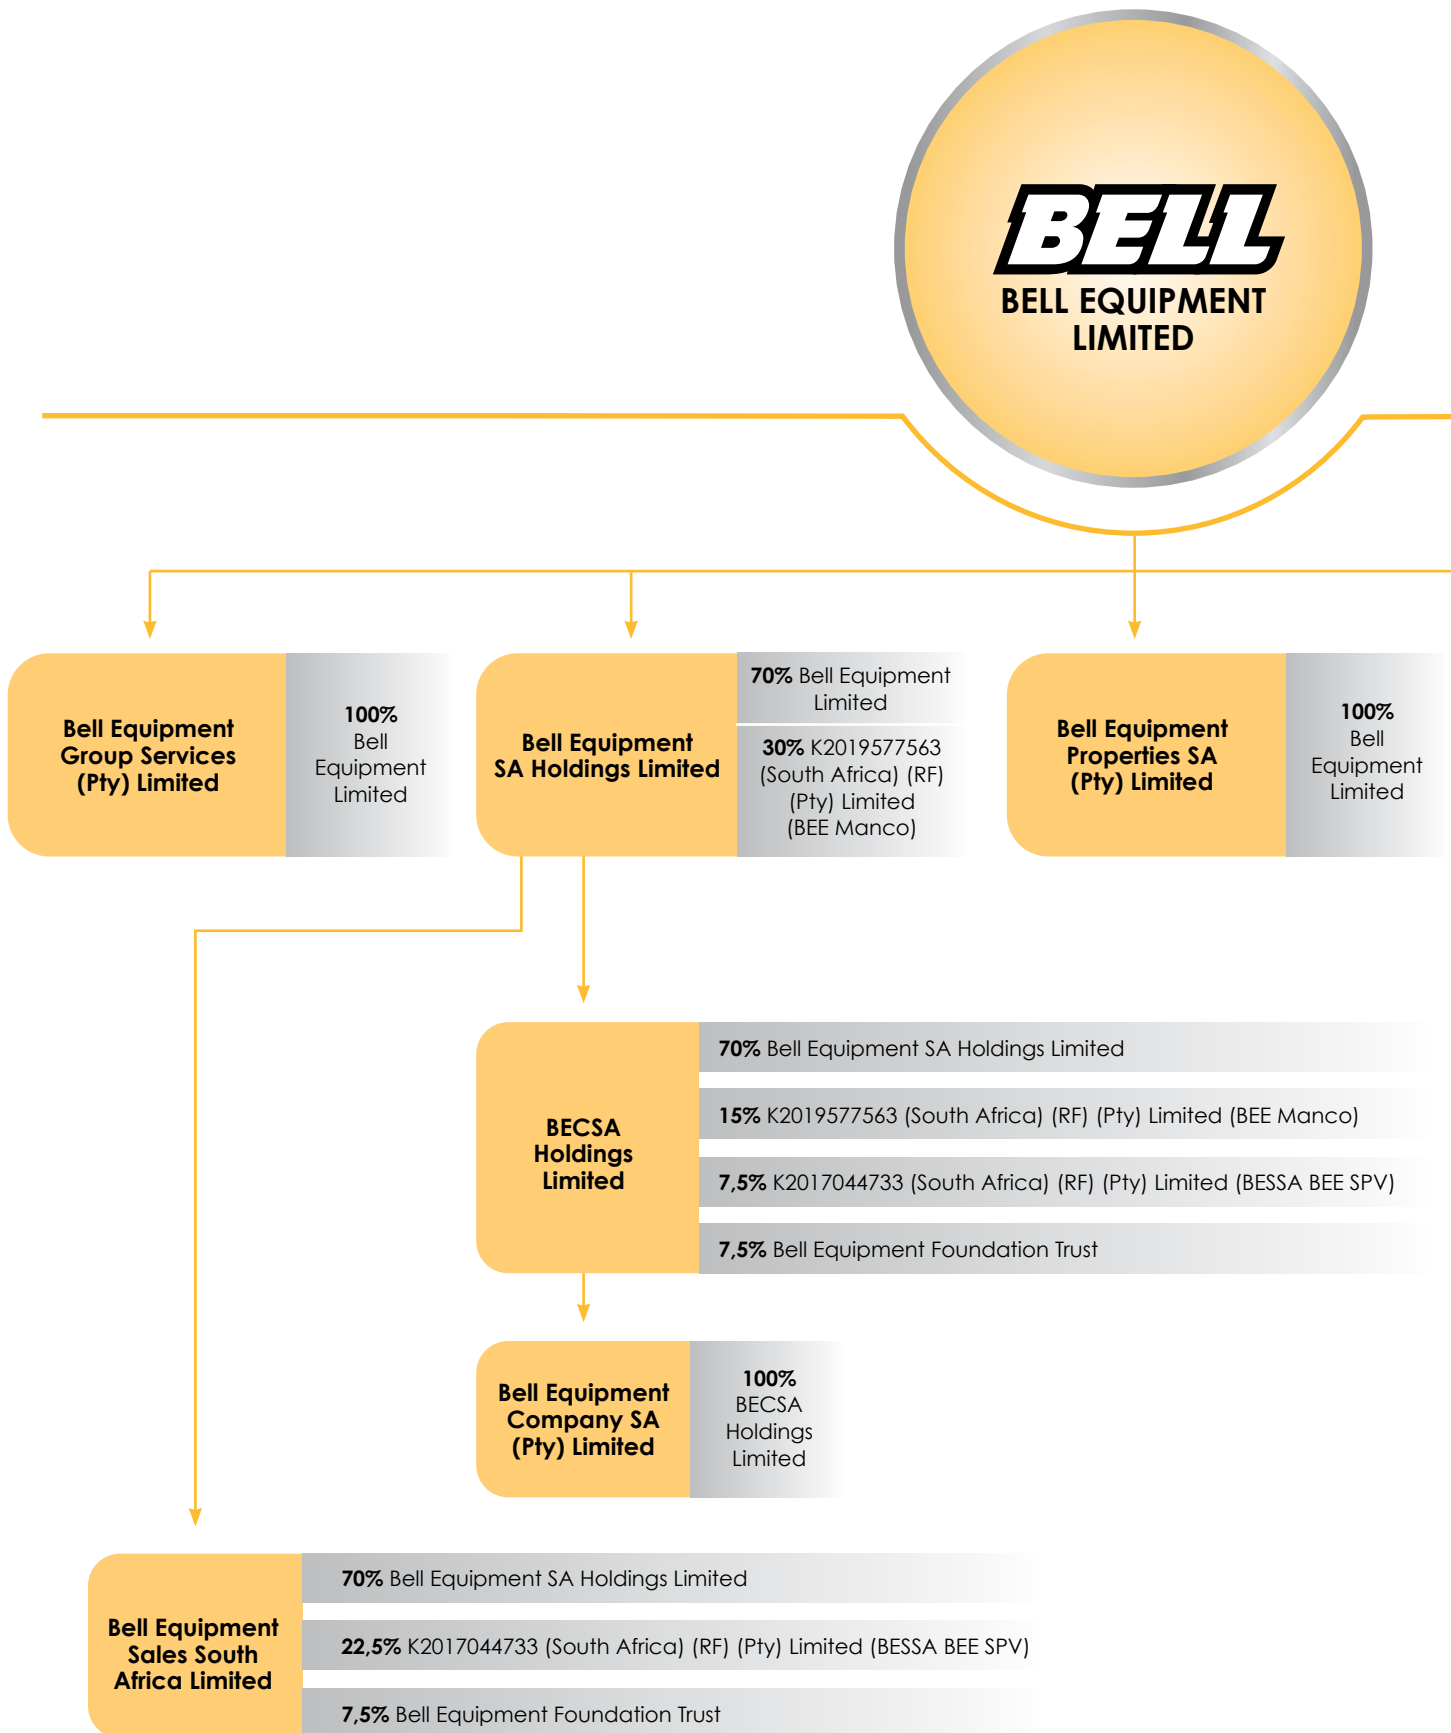 BELL
BELL EQUIPMENT
LIMITED
Bell Equipment
Group Services
(Pty) Limited
100%
Bell
Equipment
Limited
Bell Equipment
SA Holdings Limited
70% Bell Equipment
Limited
30% K2019577563
(South Africa) (RF)
(Pty) Limited
(BEE Manco)
Bell Equipment
Properties SA
(Pty) Limited
100%
Bell
Equipment
Limited
BECSA
Holdings
Limited
70% Bell Equipment SA Holdings Limited
15% K2019577563 (South Africa) (RF) (Pty) Limited (BEE Manco)
7,5% K2017044733 (South Africa) (RF) (Pty) Limited (BESSA BEE SPV)
7,5% Bell Equipment Foundation Trust
Bell Equipment
Company SA
(Pty) Limited
100%
BECSA
Holdings
Limited
Bell Equipment
Sales South
Africa Limited
70% Bell Equipment SA Holdings Limited
22,5% K2017044733 (South Africa) (RF) (Pty) Limited (BESSA BEE SPV)
7,5% Bell Equipment Foundation Trust